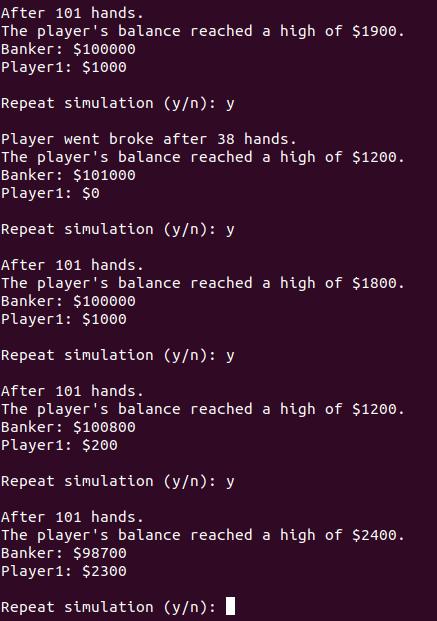 After 101 hands.
The player's balance reached a high of $1900.
Banker: $100000
Player1: $1000
Repeat simulation (y/n): y
Player went broke after 38 hands.
The player's balance reached a high of $1200.
Banker: $101000
Player1: $0
Repeat simulation (y/n): y
After 101 hands.
The player's balance reached a high of $1800.
Banker: $100000
Player1: $1000
Repeat simulation (y/n): y
After 101 hands.
The player's balance reached a high of $1200.
Banker: $100800
Player1: $200
Repeat simulation (y/n): y
After 101 hands.
The player's balance reached a high of $2400.
Banker: $98700
Player1: $2300
Repeat simulation (y/n):